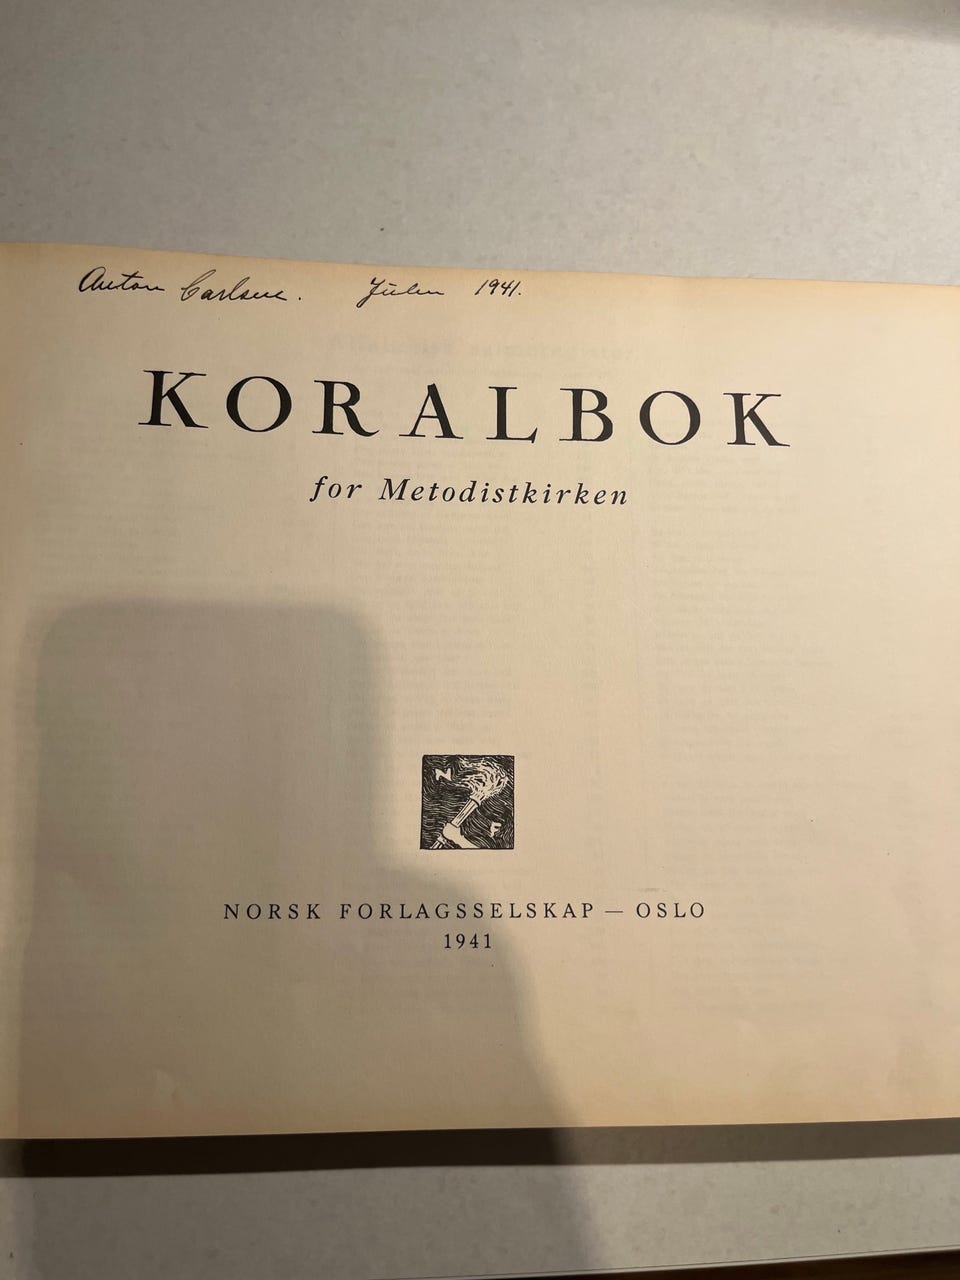 Anton Carlsen. Julen 1941.
KORALBOK
for Metodistkirken
N
F
NORSK FORLAGSSELSKAP — OSLO
1941